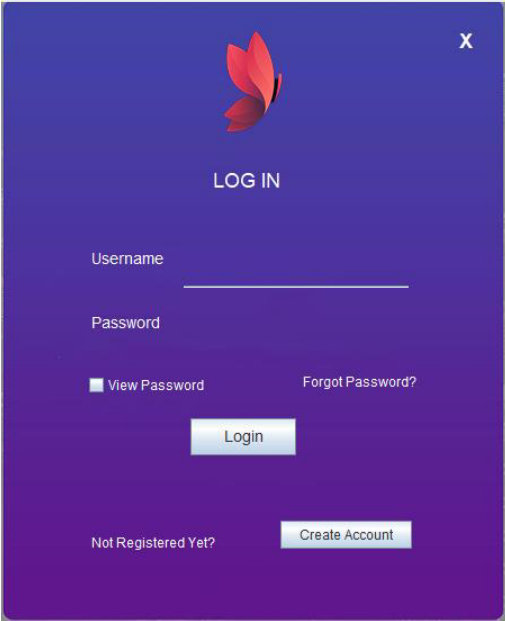 X
LOG IN
Username
Password
View Password
Forgot Password?
Login
Not Registered Yet?
Create Account